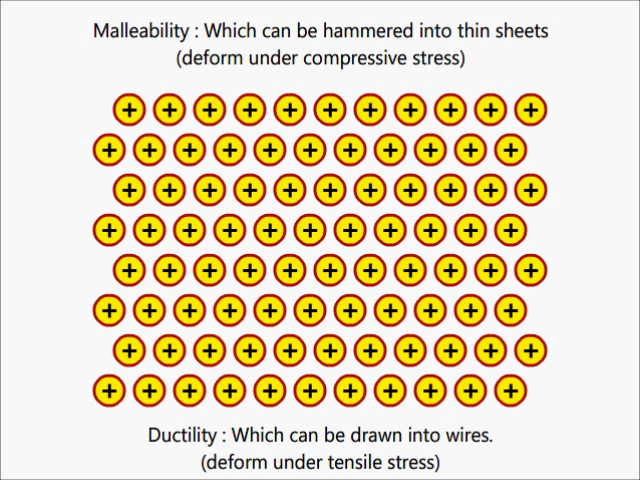 Malleability : Which can be hammered into thin sheets
(deform under compressive stress)
+ + + + + + + + + + +
+ + + + + + + + + + +
+ + + + + + + + + + +
+ + + + + + + + + + +
+ + + + + + + + + + +
+ + + + + + + + + + +
+ + + + + + + + + + +
+ + + + + + + + + + +
Ductility : Which can be drawn into wires.
(deform under tensile stress)